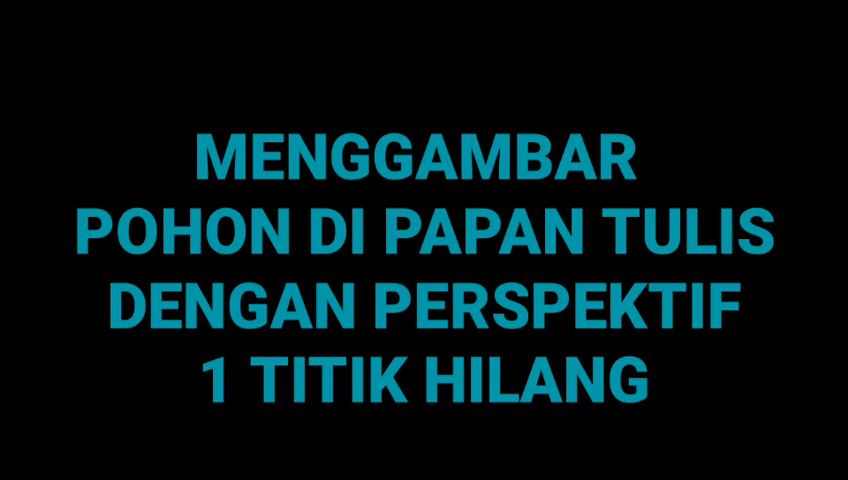 MENGGAMBAR
POHON DI PAPAN TULIS
DENGAN PERSPEKTIF
1 TITIK HILANG